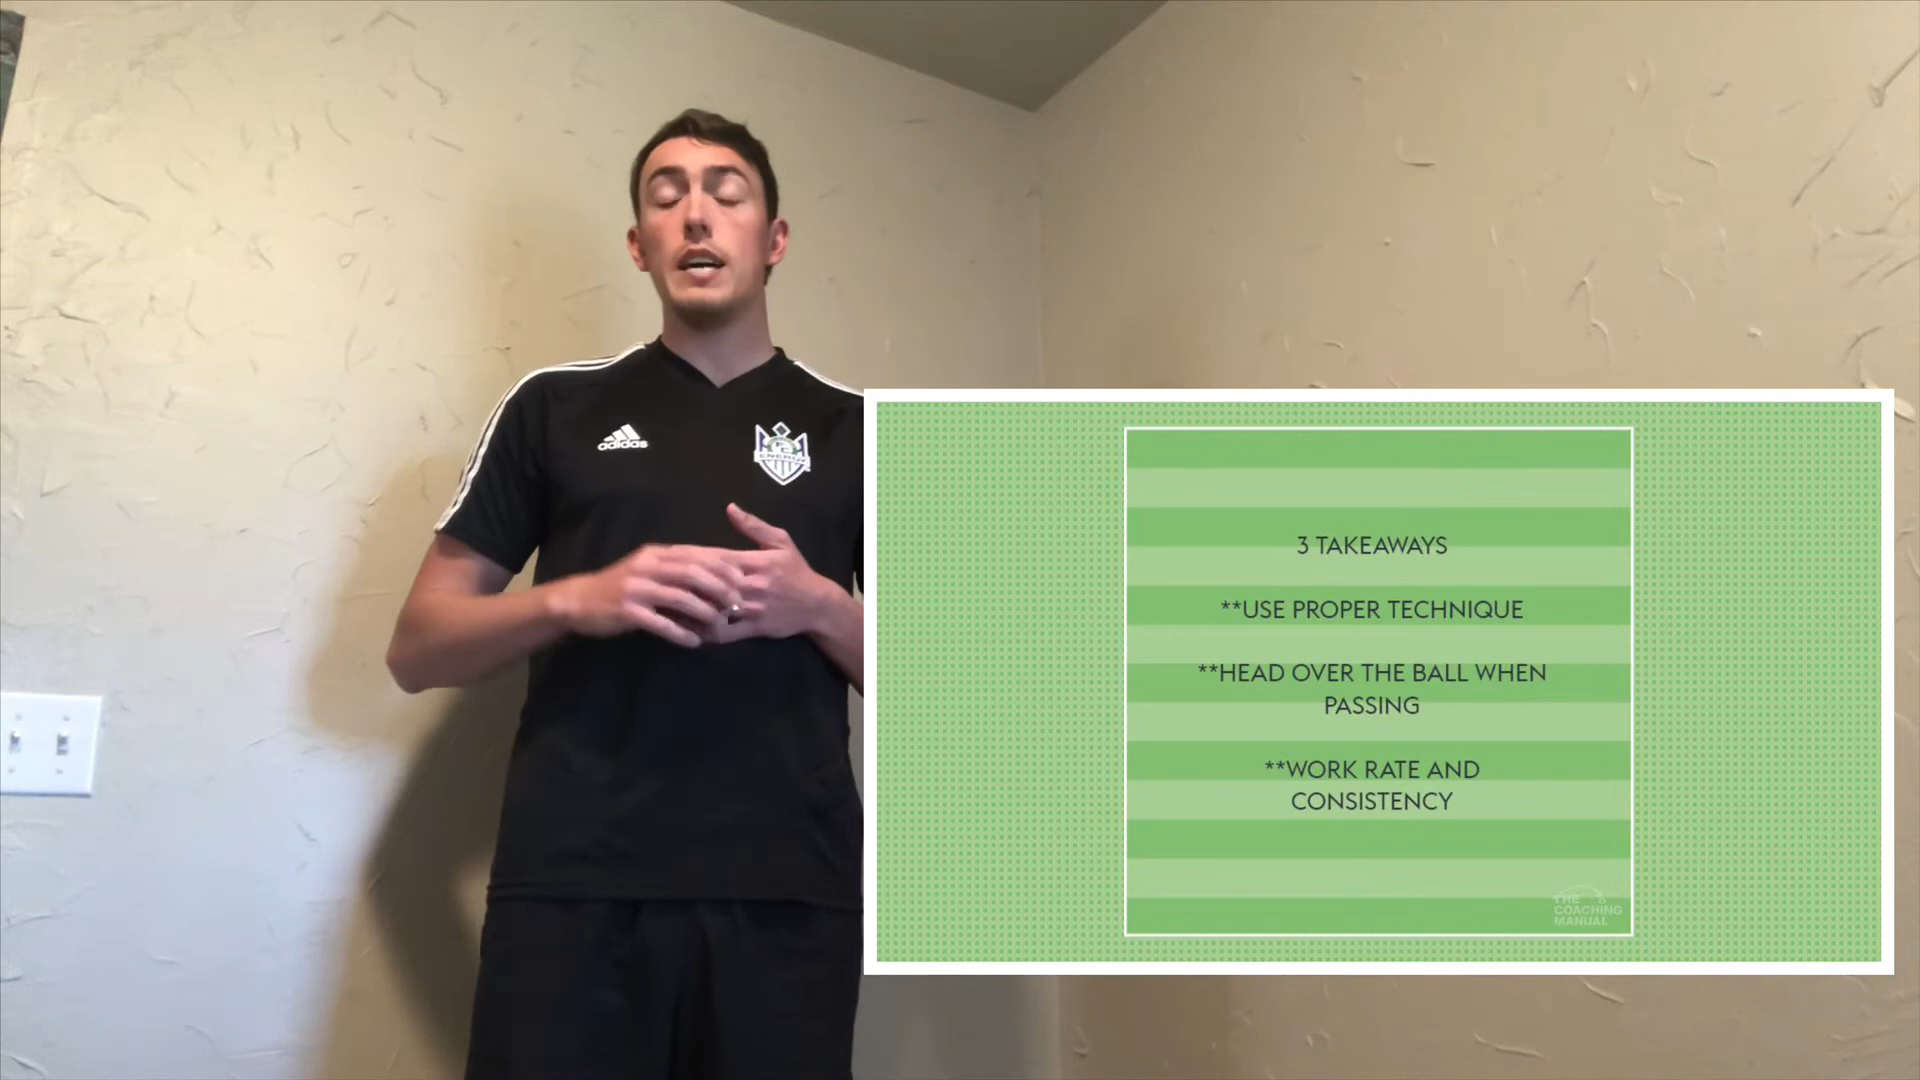 adidas
ENERGY
3 TAKEAWAYS
**USE PROPER TECHNIQUE
**HEAD OVER THE BALL WHEN
PASSING
**WORK RATE AND
CONSISTENCY
THE
COACHING
MANUAL